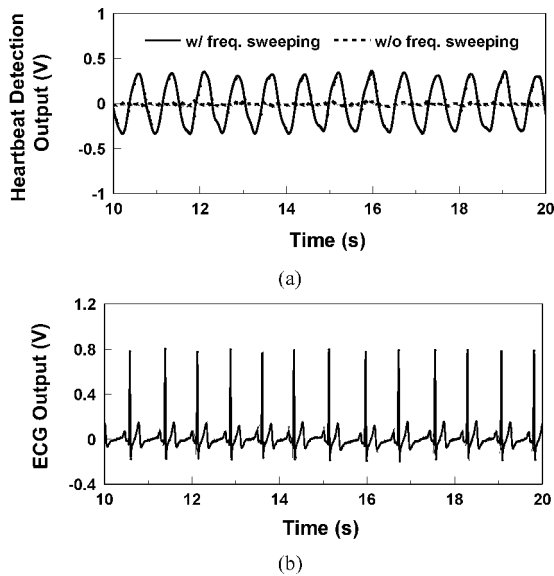 w/ freq. sweeping
w/o freq. sweeping
Heartbeat Detection
Output (V)
1
0.5
0
-0.5
-1
10 12 14 16 18 20
Time (s)
(a)
ECG Output (V)
1.2
0.8
0.4
0
-0.4
10 12 14 16 18 20
Time (s)
(b)